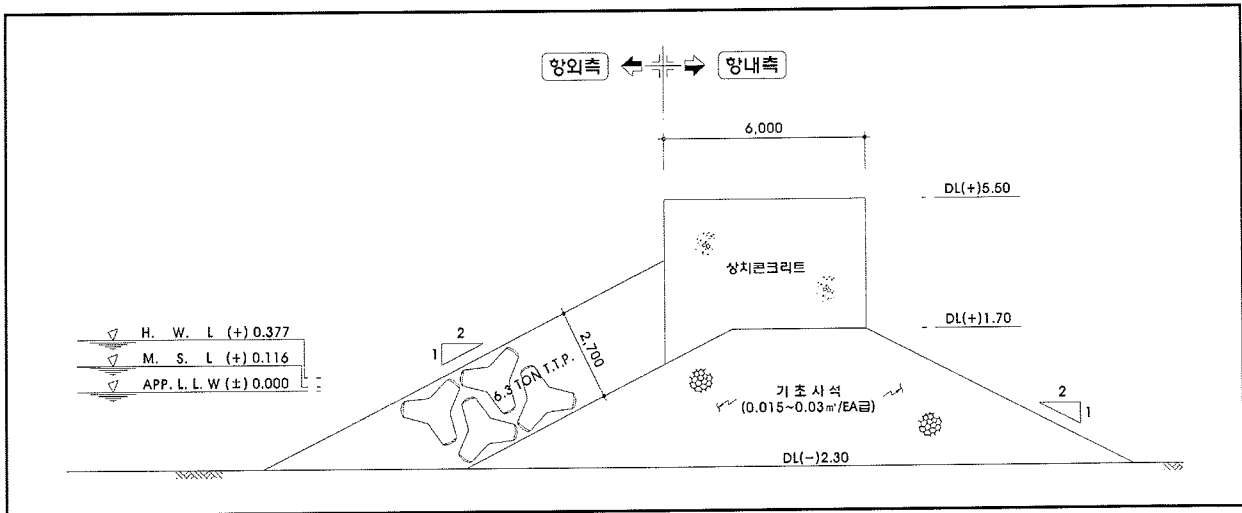 항외측
항내측
6,000
DL(+)5.50
상치콘크리트
DL(+)1.70
H. W. L (+) 0.377
M. S. L (+) 0.116
APP. L. L. W (±) 0.000
2
1
2,700
6.3 TON T.T.P.
기초사석
(0.015~0.03㎥/EA급)
2
1
DL(-)2.30